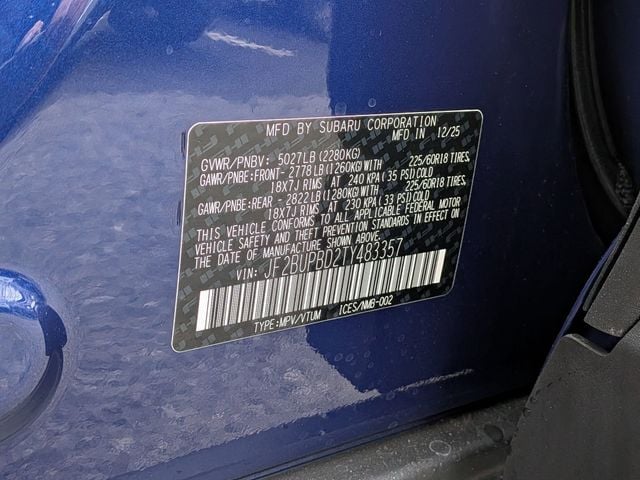 MFD BY SUBARU CORPORATION
MFD IN 12/25
GVWR/PNBV: 5027LB(2280KG)
GAWR/PNBE:FRONT- 2778LB(1260KG)WITH 225/60R18 TIRES,
18X7J RIMS AT 240 KPA(35 PSI)COLD
GAWR/PNBE:REAR - 2822LB(1280KG)WITH 225/60R18 TIRES,
18X7J RIMS AT 230 KPA(33 PSI)COLD
THIS VEHICLE CONFORMS TO ALL APPLICABLE FEDERAL MOTOR
VEHICLE SAFETY STANDARDS IN EFFECT ON THE
DATE OF MANUFACTURE SHOWN ABOVE.
VIN: JF2BUPBD2TY483357
TYPE:MPV/VTUM ICES/NMB-002